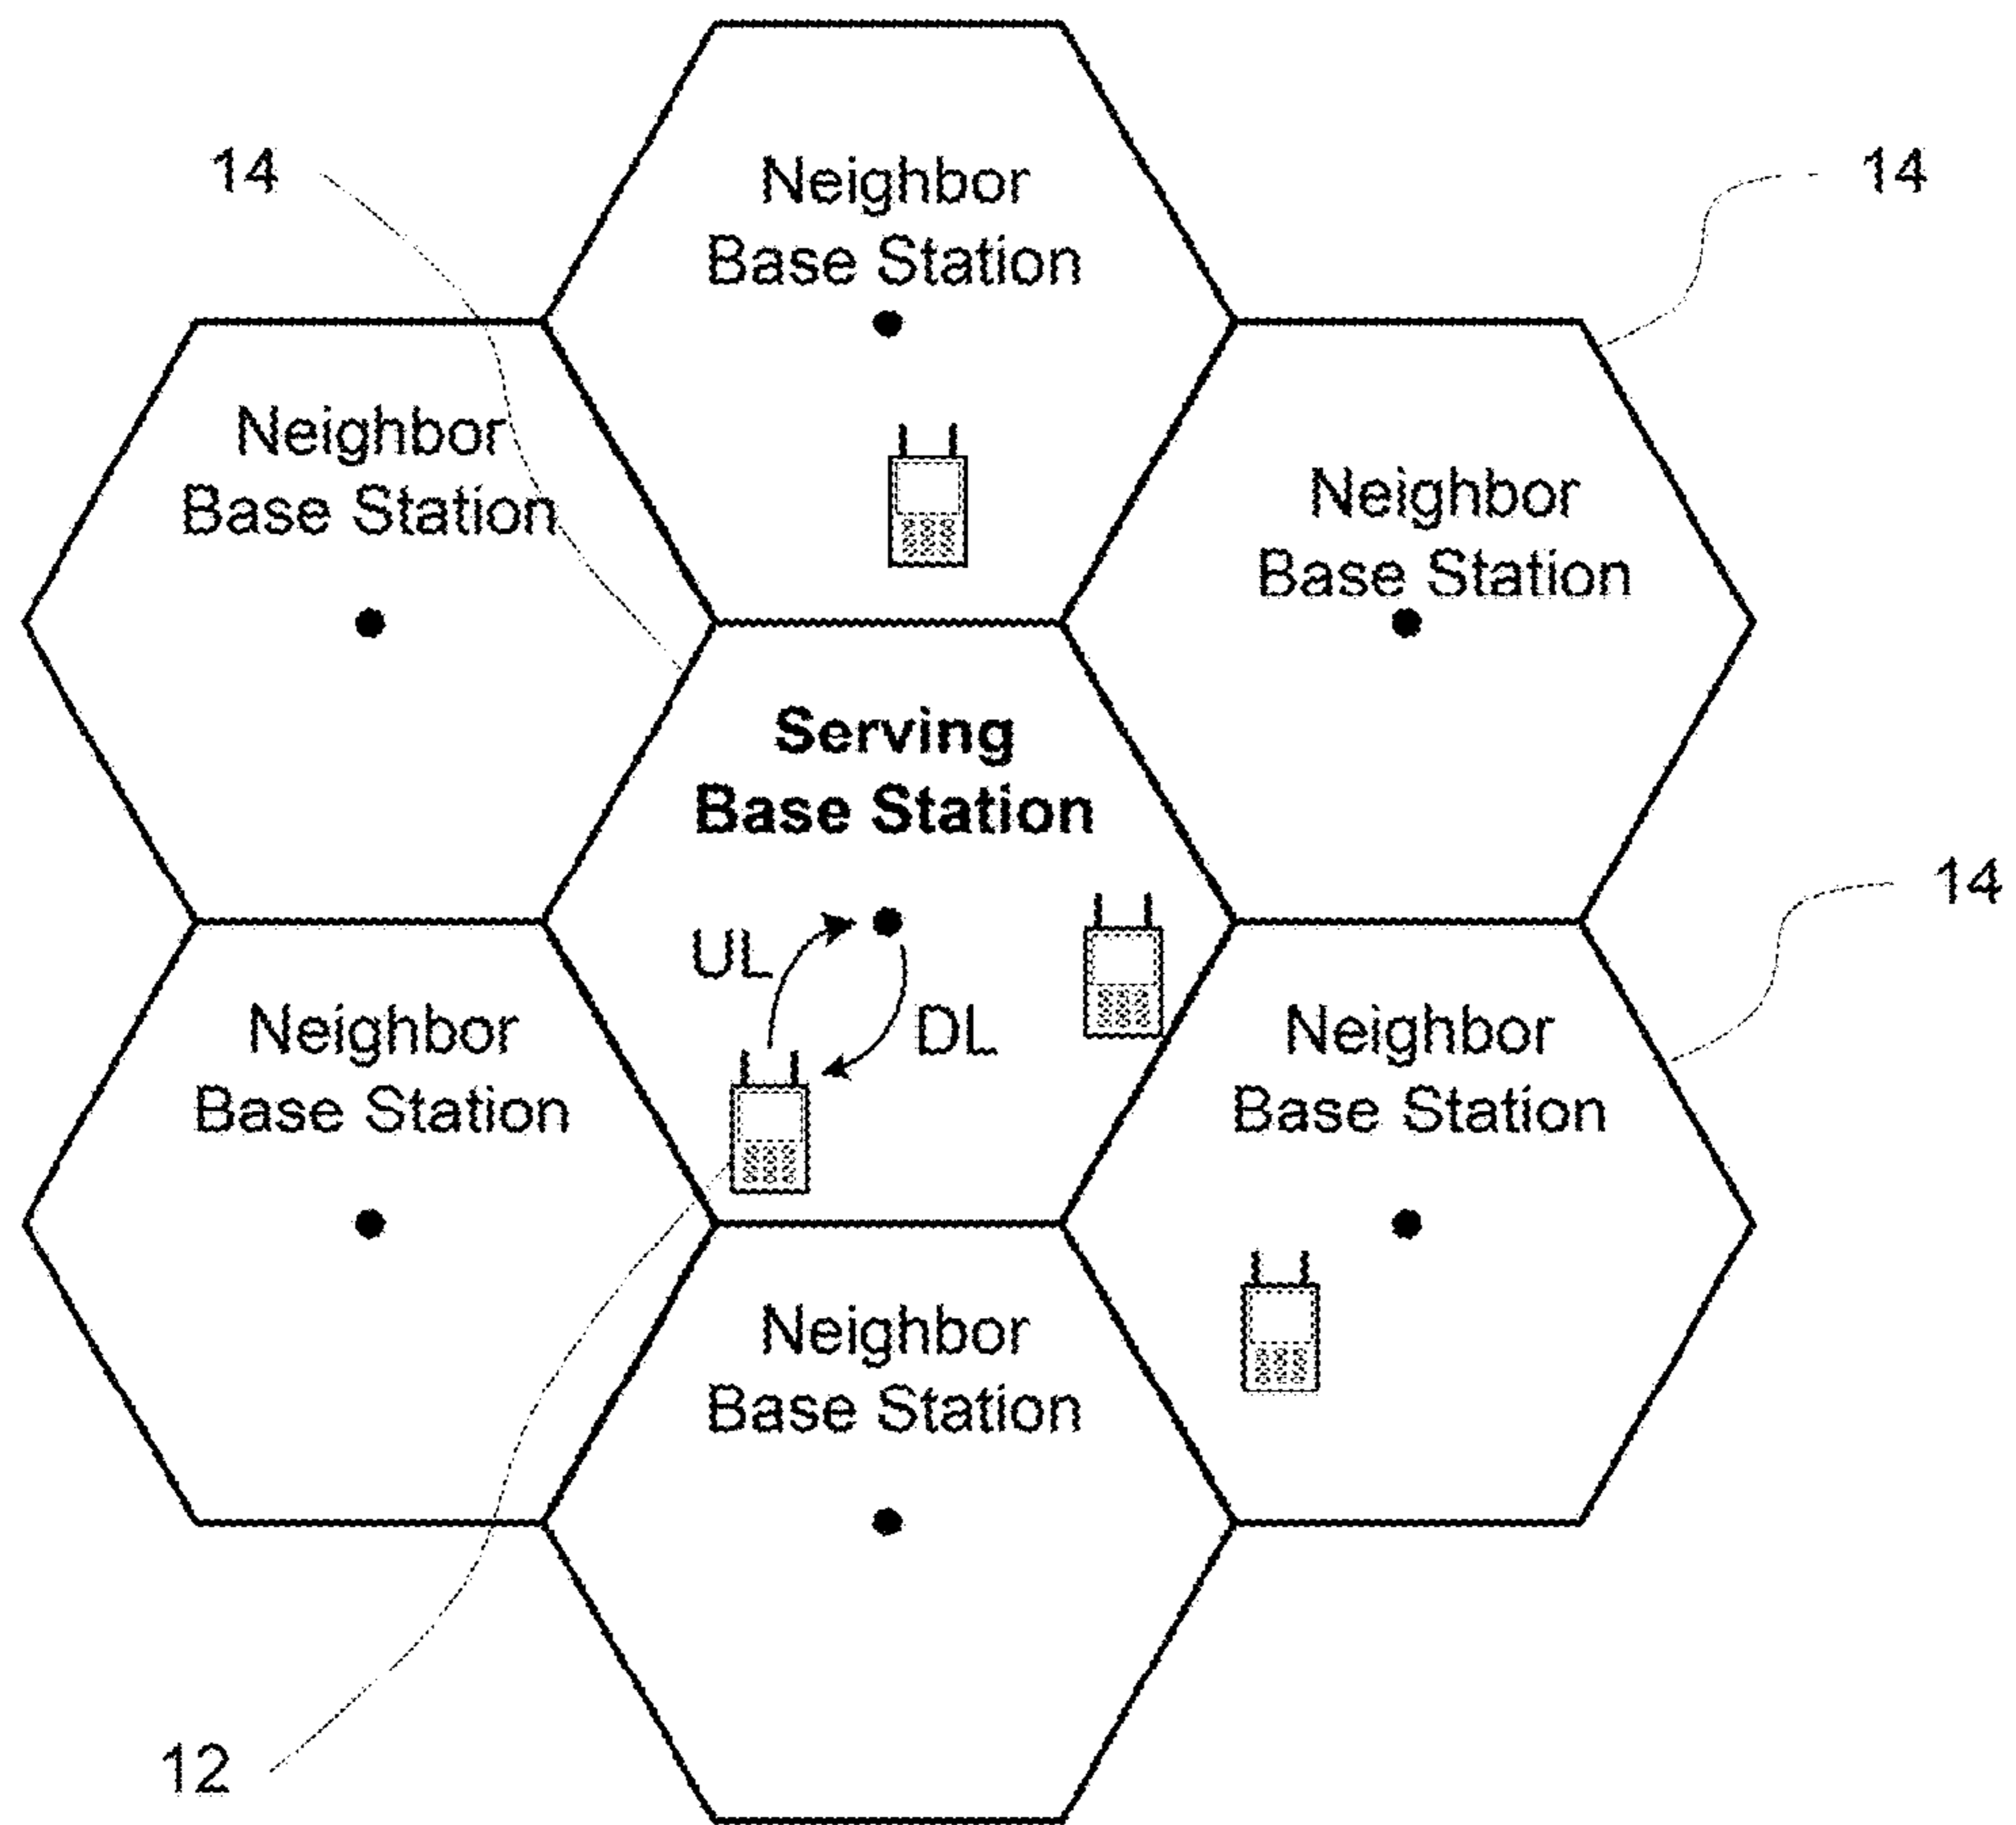 14
Neighbor
Base Station
14
Neighbor
Base Station
Neighbor
Base Station
Serving
Base Station
14
UL
DL
Neighbor
Base Station
Neighbor
Base Station
Neighbor
Base Station
12